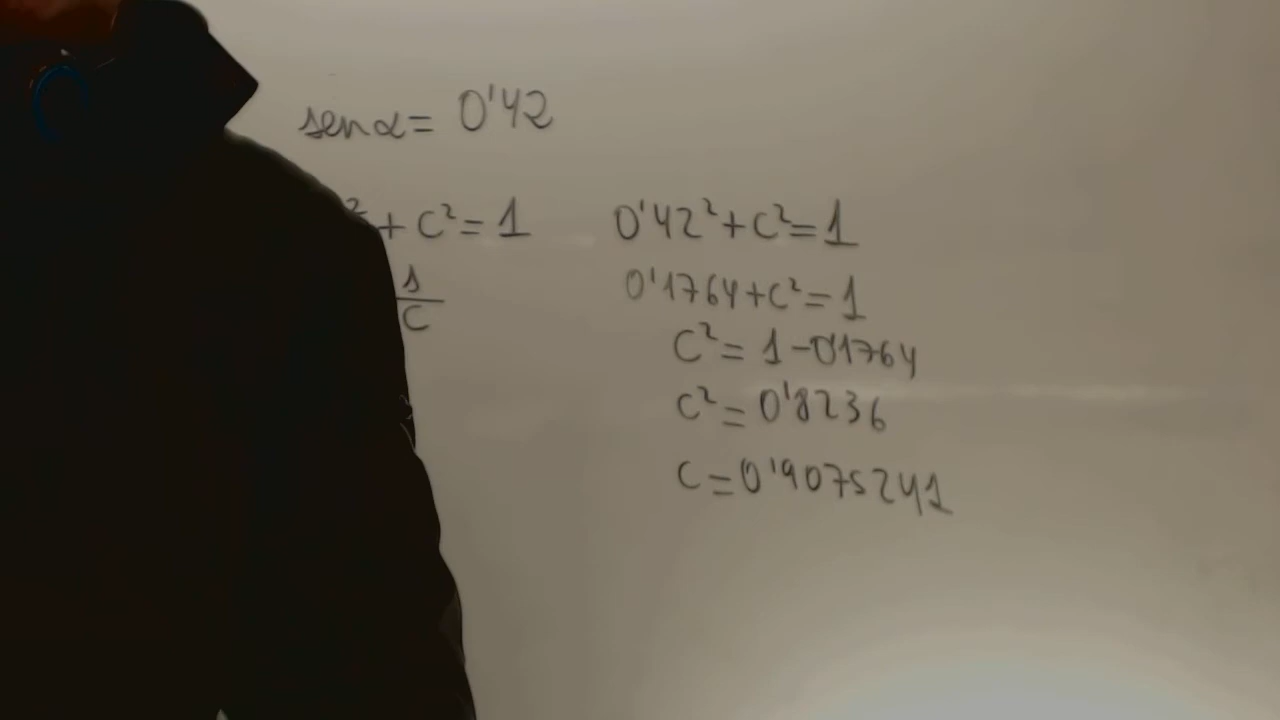 sen α = 0'42
² + C² = 1
s
C
0'42² + C² = 1
0'1764 + C² = 1
C² = 1 - 0'1764
C² = 0'8236
C = 0'9075241